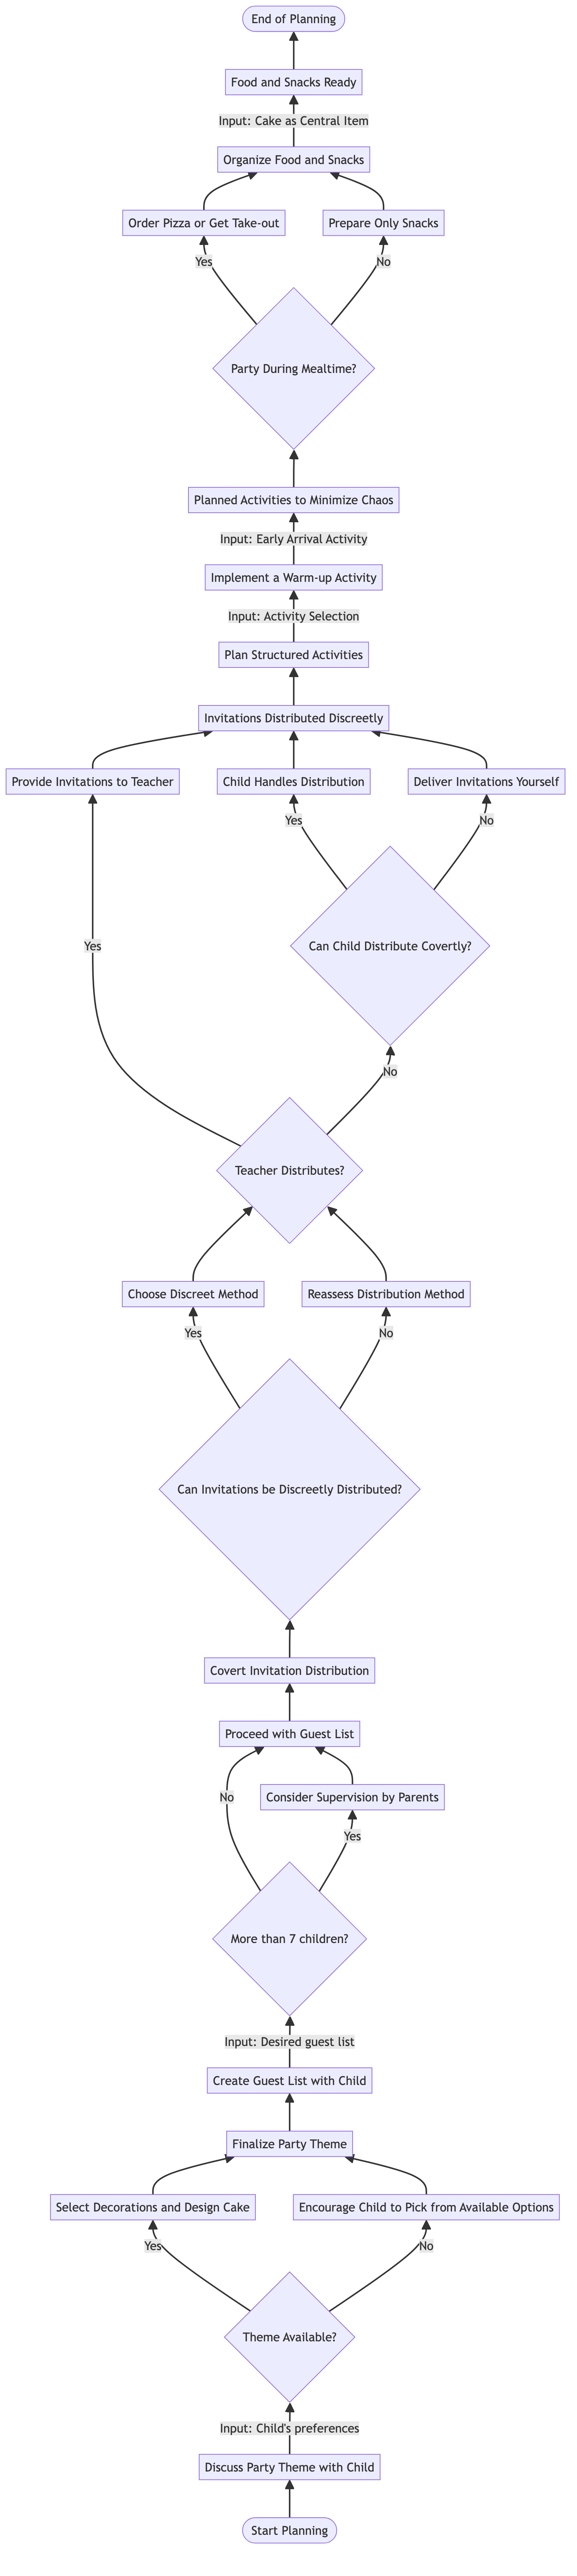 End of Planning
Food and Snacks Ready
Input: Cake as Central Item
Organize Food and Snacks
Order Pizza or Get Take-out
Prepare Only Snacks
Yes
No
Party During Mealtime?
Planned Activities to Minimize Chaos
Input: Early Arrival Activity
Implement a Warm-up Activity
Input: Activity Selection
Plan Structured Activities
Invitations Distributed Discreetly
Provide Invitations to Teacher
Child Handles Distribution
Deliver Invitations Yourself
Yes
No
Can Child Distribute Covertly?
Yes
No
Teacher Distributes?
Choose Discreet Method
Reassess Distribution Method
Yes
No
Can Invitations be Discreetly Distributed?
Covert Invitation Distribution
Proceed with Guest List
No
Consider Supervision by Parents
Yes
More than 7 children?
Input: Desired guest list
Create Guest List with Child
Finalize Party Theme
Select Decorations and Design Cake
Encourage Child to Pick from Available Options
Yes
No
Theme Available?
Input: Child's preferences
Discuss Party Theme with Child
Start Planning